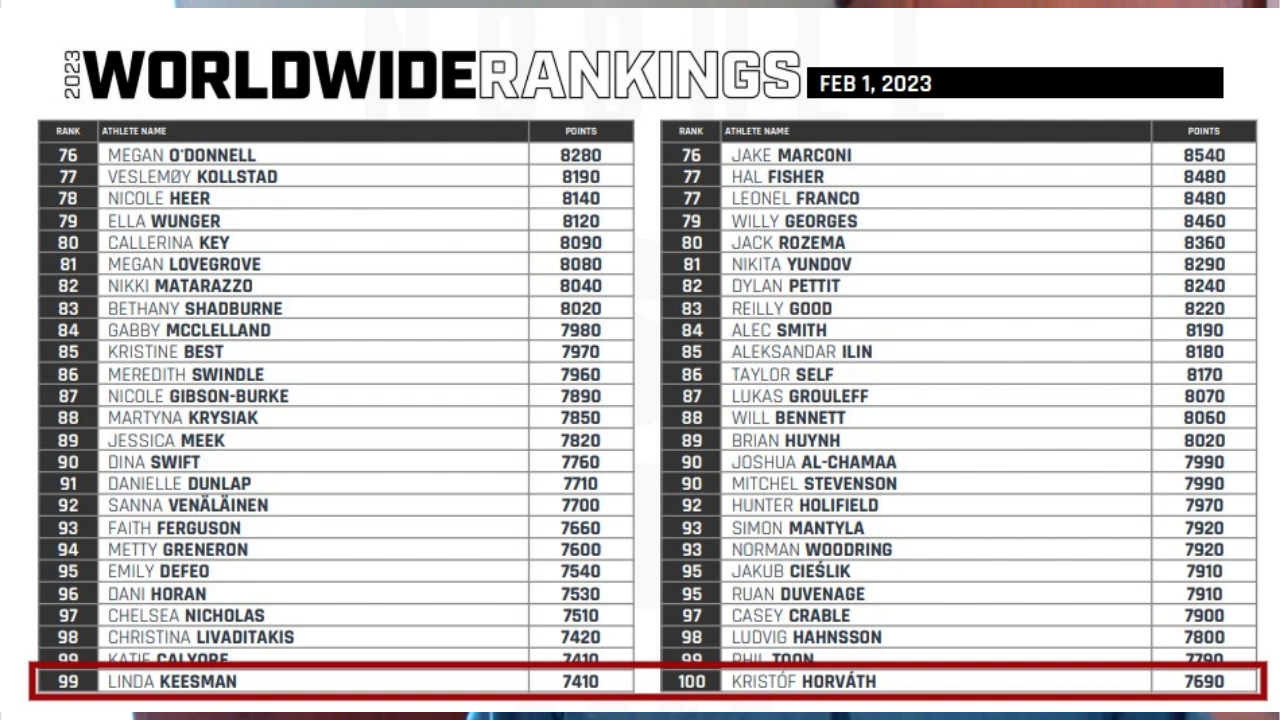 2023 WORLDWIDERANKINGS FEB 1, 2023
RANK ATHLETE NAME POINTS
76 MEGAN O'DONNELL 8280
77 VESLEMØY KOLLSTAD 8190
78 NICOLE HEER 8140
79 ELLA WUNGER 8120
80 CALLERINA KEY 8090
81 MEGAN LOVEGROVE 8080
82 NIKKI MATARAZZO 8040
83 BETHANY SHADBURNE 8020
84 GABBY MCCLELLAND 7980
85 KRISTINE BEST 7970
86 MEREDITH SWINDLE 7960
87 NICOLE GIBSON-BURKE 7890
88 MARTYNA KRYSIAK 7850
89 JESSICA MEEK 7820
90 DINA SWIFT 7760
91 DANIELLE DUNLAP 7710
92 SANNA VENÄLÄINEN 7700
93 FAITH FERGUSON 7660
94 METTY GRENERON 7600
95 EMILY DEFEO 7540
96 DANI HORAN 7530
97 CHELSEA NICHOLAS 7510
98 CHRISTINA LIVADITAKIS 7420
99 KATIE CALYORE 7410
99 LINDA KEESMAN 7410
RANK ATHLETE NAME POINTS
76 JAKE MARCONI 8540
77 HAL FISHER 8480
77 LEONEL FRANCO 8480
79 WILLY GEORGES 8460
80 JACK ROZEMA 8360
81 NIKITA YUNDOV 8290
82 DYLAN PETTIT 8240
83 REILLY GOOD 8220
84 ALEC SMITH 8190
85 ALEKSANDAR ILIN 8180
86 TAYLOR SELF 8170
87 LUKAS GROULEFF 8070
88 WILL BENNETT 8060
89 BRIAN HUYNH 8020
90 JOSHUA AL-CHAMAA 7990
90 MITCHEL STEVENSON 7990
92 HUNTER HOLIFIELD 7970
93 SIMON MANTYLA 7920
93 NORMAN WOODRING 7920
95 JAKUB CIEŚLIK 7910
95 RUAN DUVENAGE 7910
97 CASEY CRABLE 7900
98 LUDVIG HAHNSSON 7800
99 PHIL TOON 7790
100 KRISTÓF HORVÁTH 7690